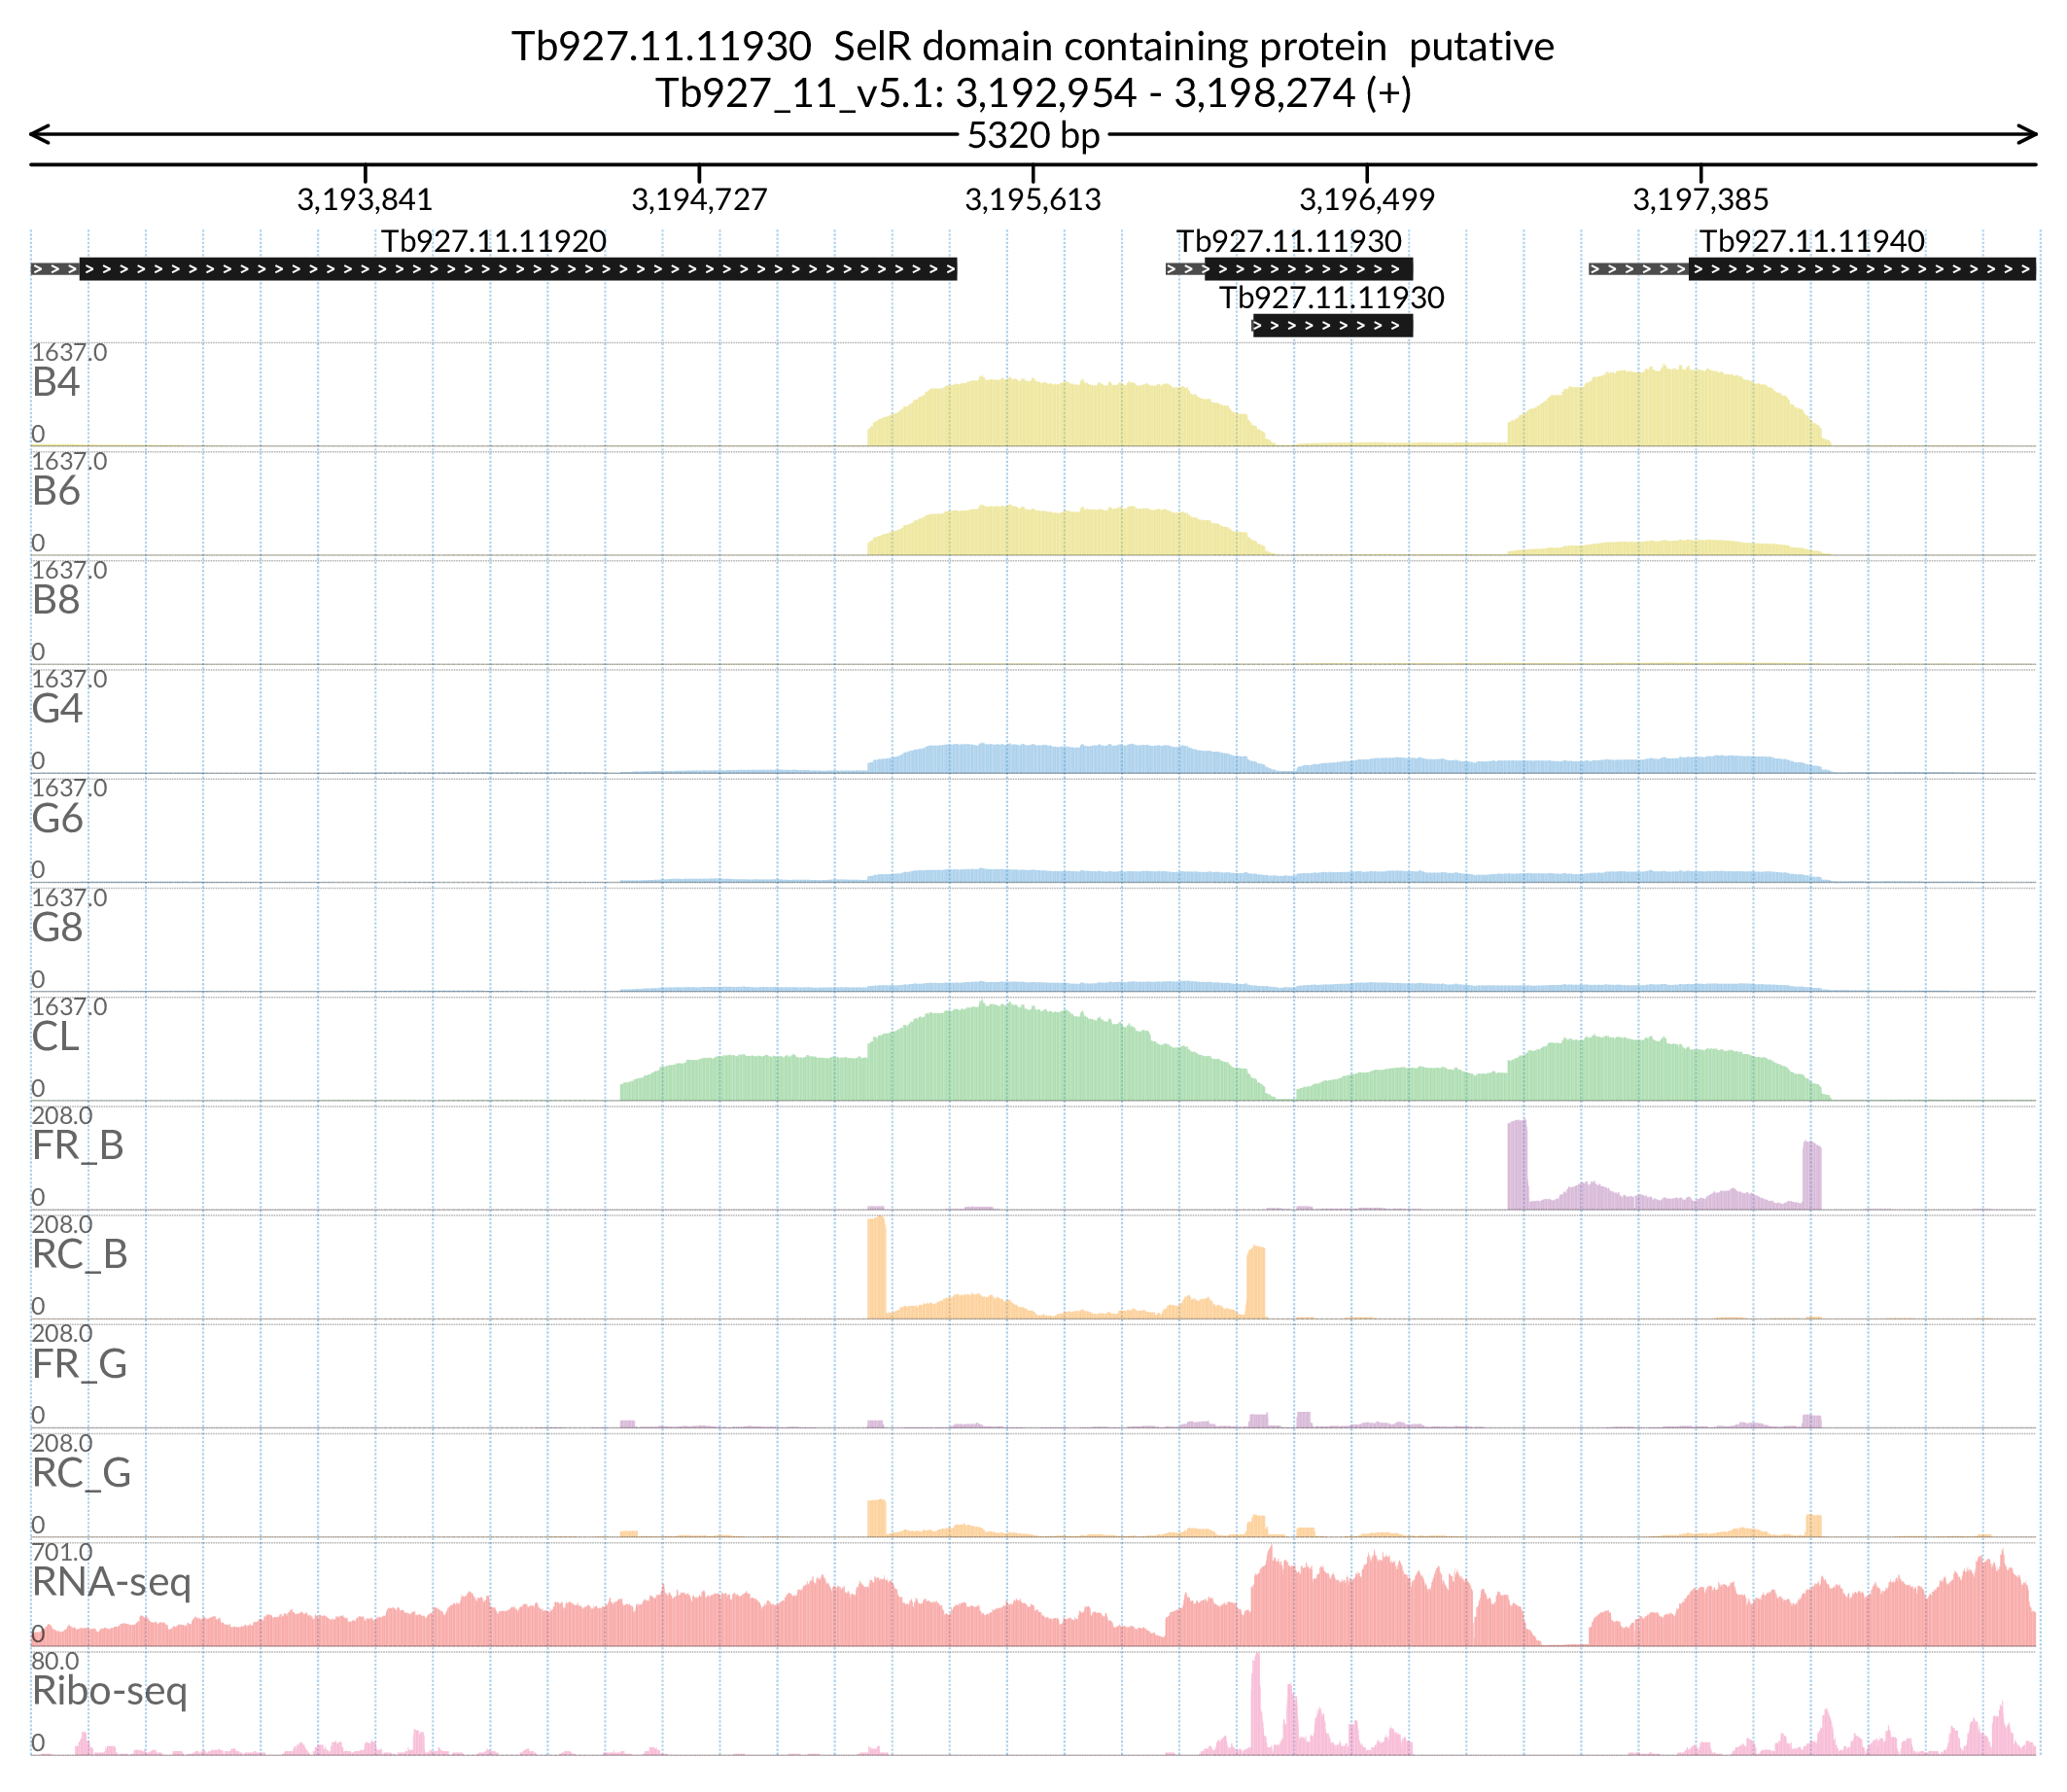 Tb927.11.11930  SelR domain containing protein  putative
Tb927_11_v5.1: 3,192,954 - 3,198,274 (+)
5320 bp
3,193,841 3,194,727 3,195,613 3,196,499 3,197,385
Tb927.11.11920 Tb927.11.11930 Tb927.11.11940
Tb927.11.11930
1637.0
B4
0
1637.0
B6
0
1637.0
B8
0
1637.0
G4
0
1637.0
G6
0
1637.0
G8
0
1637.0
CL
0
208.0
FR_B
0
208.0
RC_B
0
208.0
FR_G
0
208.0
RC_G
0
701.0
RNA-seq
0
80.0
Ribo-seq
0